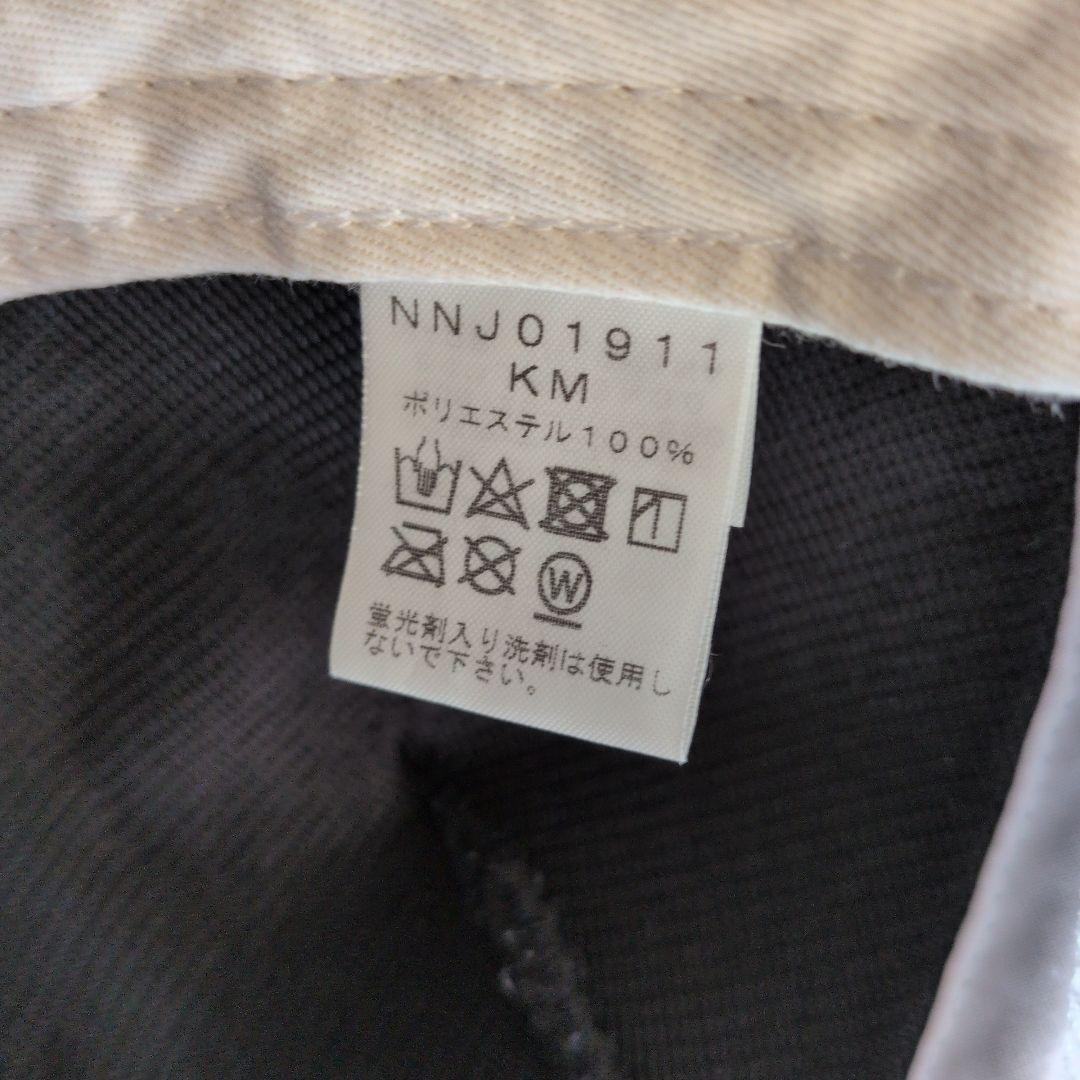 NNJ01911
KM
ポリエステル100%
W
蛍光剤入り洗剤は使用し
ないで下さい。